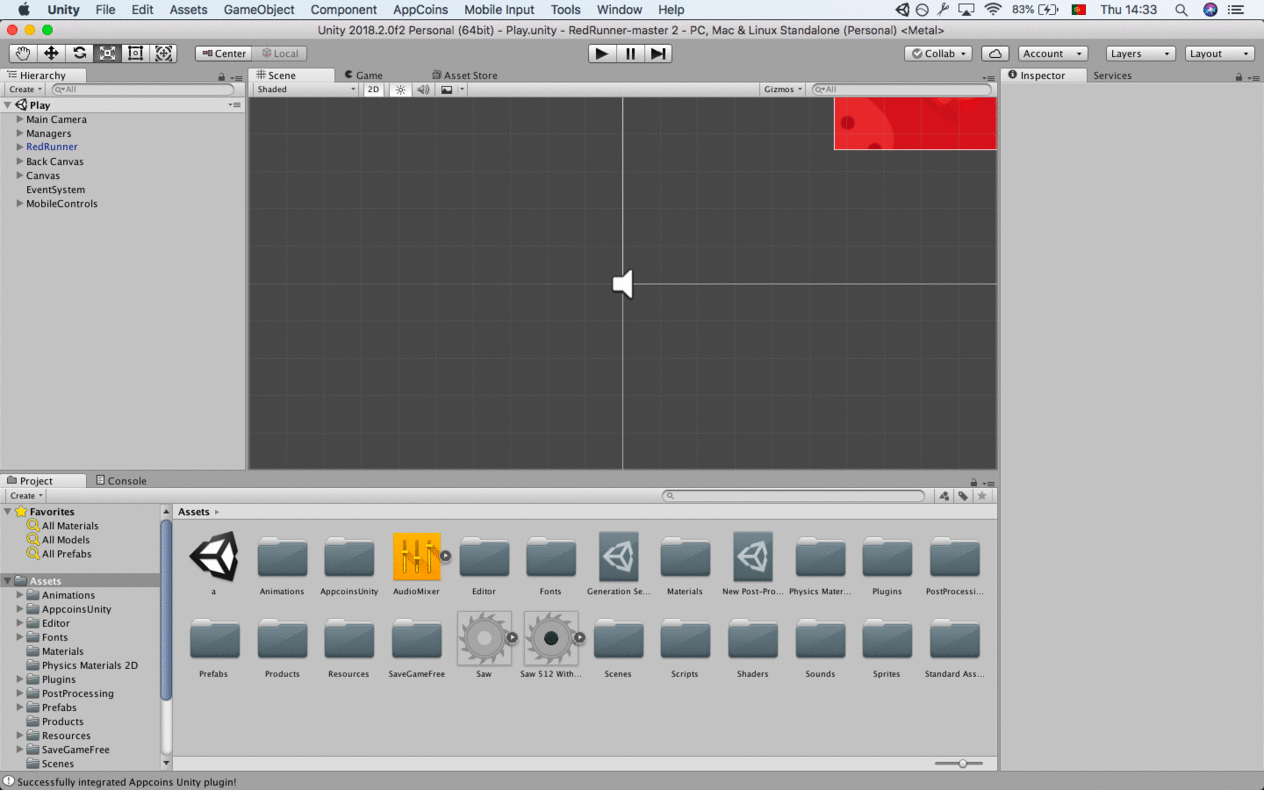 Unity File Edit Assets GameObject Component AppCoins Mobile Input Tools Window Help 83% Thu 14:33
Unity 2018.2.0f2 Personal (64bit) - Play.unity - RedRunner-master 2 - PC, Mac & Linux Standalone (Personal) <Metal>
Center Local Collab Account Layers Layout
Hierarchy Scene Game Asset Store Inspector Services
Create All Shaded 2D Gizmos All
Play
Main Camera
Managers
RedRunner
Back Canvas
Canvas
EventSystem
MobileControls
Project Console
Create
Favorites
All Materials
All Models
All Prefabs
Assets
Animations
AppcoinsUnity
Editor
Fonts
Materials
Physics Materials 2D
Plugins
PostProcessing
Prefabs
Products
Resources
SaveGameFree
Scenes
Assets
a Animations AppcoinsUnity AudioMixer Editor Fonts Generation Se... Materials New Post-Pro... Physics Mater... Plugins PostProcessi...
Prefabs Products Resources SaveGameFree Saw Saw 512 With... Scenes Scripts Shaders Sounds Sprites Standard Ass...
Successfully integrated Appcoins Unity plugin!